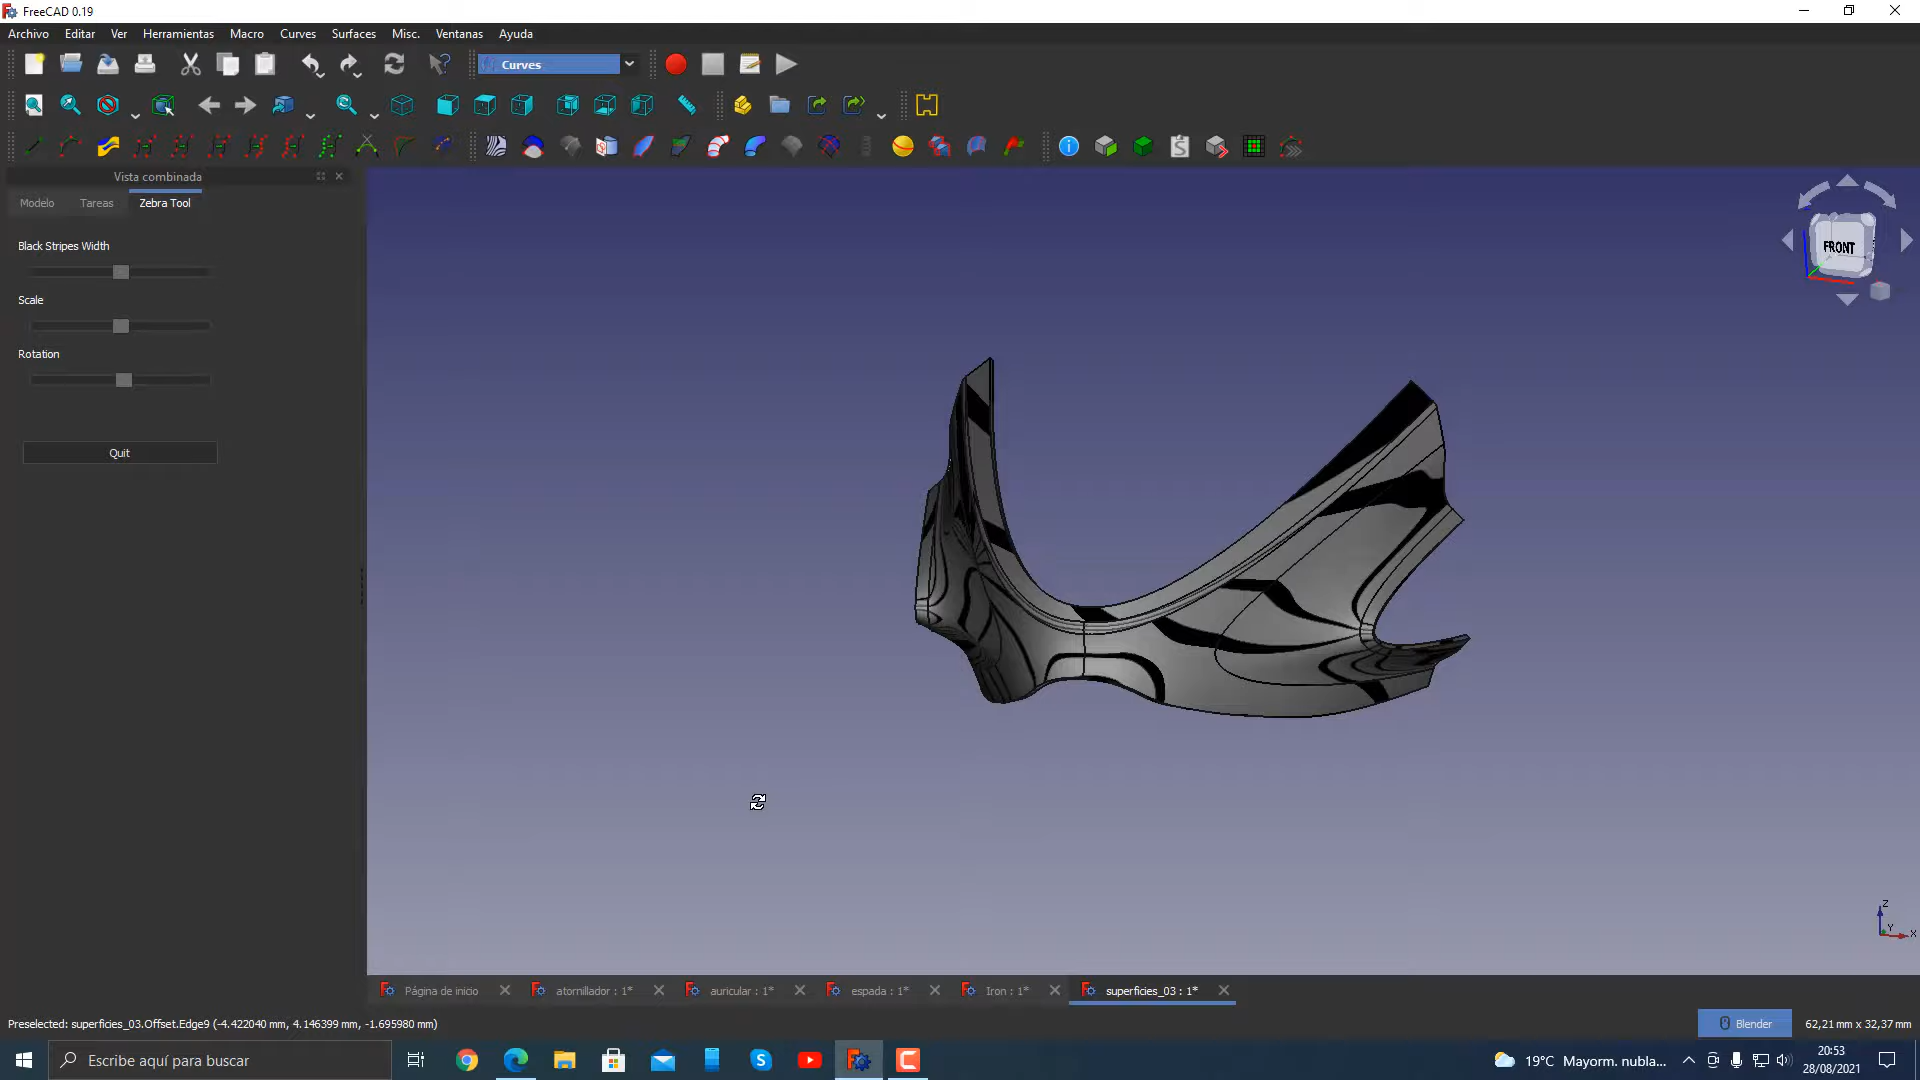 FreeCAD 0.19
Archivo Editar Ver Herramientas Macro Curves Surfaces Misc. Ventanas Ayuda
Curves
Vista combinada
Modelo Tareas Zebra Tool
Black Stripes Width
Scale
Rotation
Quit
FRONT
Z
Y
X
Página de inicio atornillador : 1* auricular : 1* espada : 1* Iron : 1* superficies_03 : 1*
Preselected: superficies_03.Offset.Edge9 (-4.422040 mm, 4.146399 mm, -1.695980 mm)
Blender 62,21 mm x 32,37 mm
Escribe aquí para buscar
19°C Mayorm. nubla...
20:53
28/08/2021